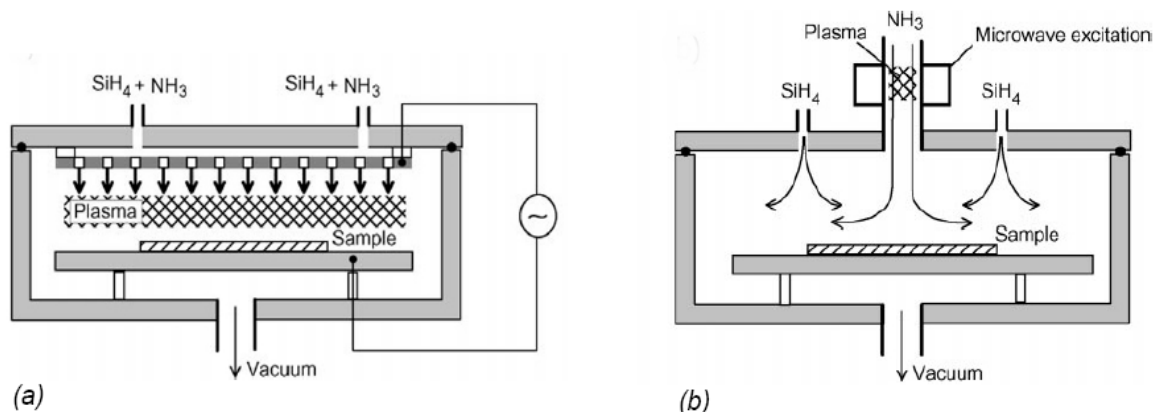 SiH₄ + NH₃
SiH₄ + NH₃
Plasma
Sample
Vacuum
(a)
NH₃
Plasma
Microwave excitation
SiH₄
SiH₄
Sample
Vacuum
(b)